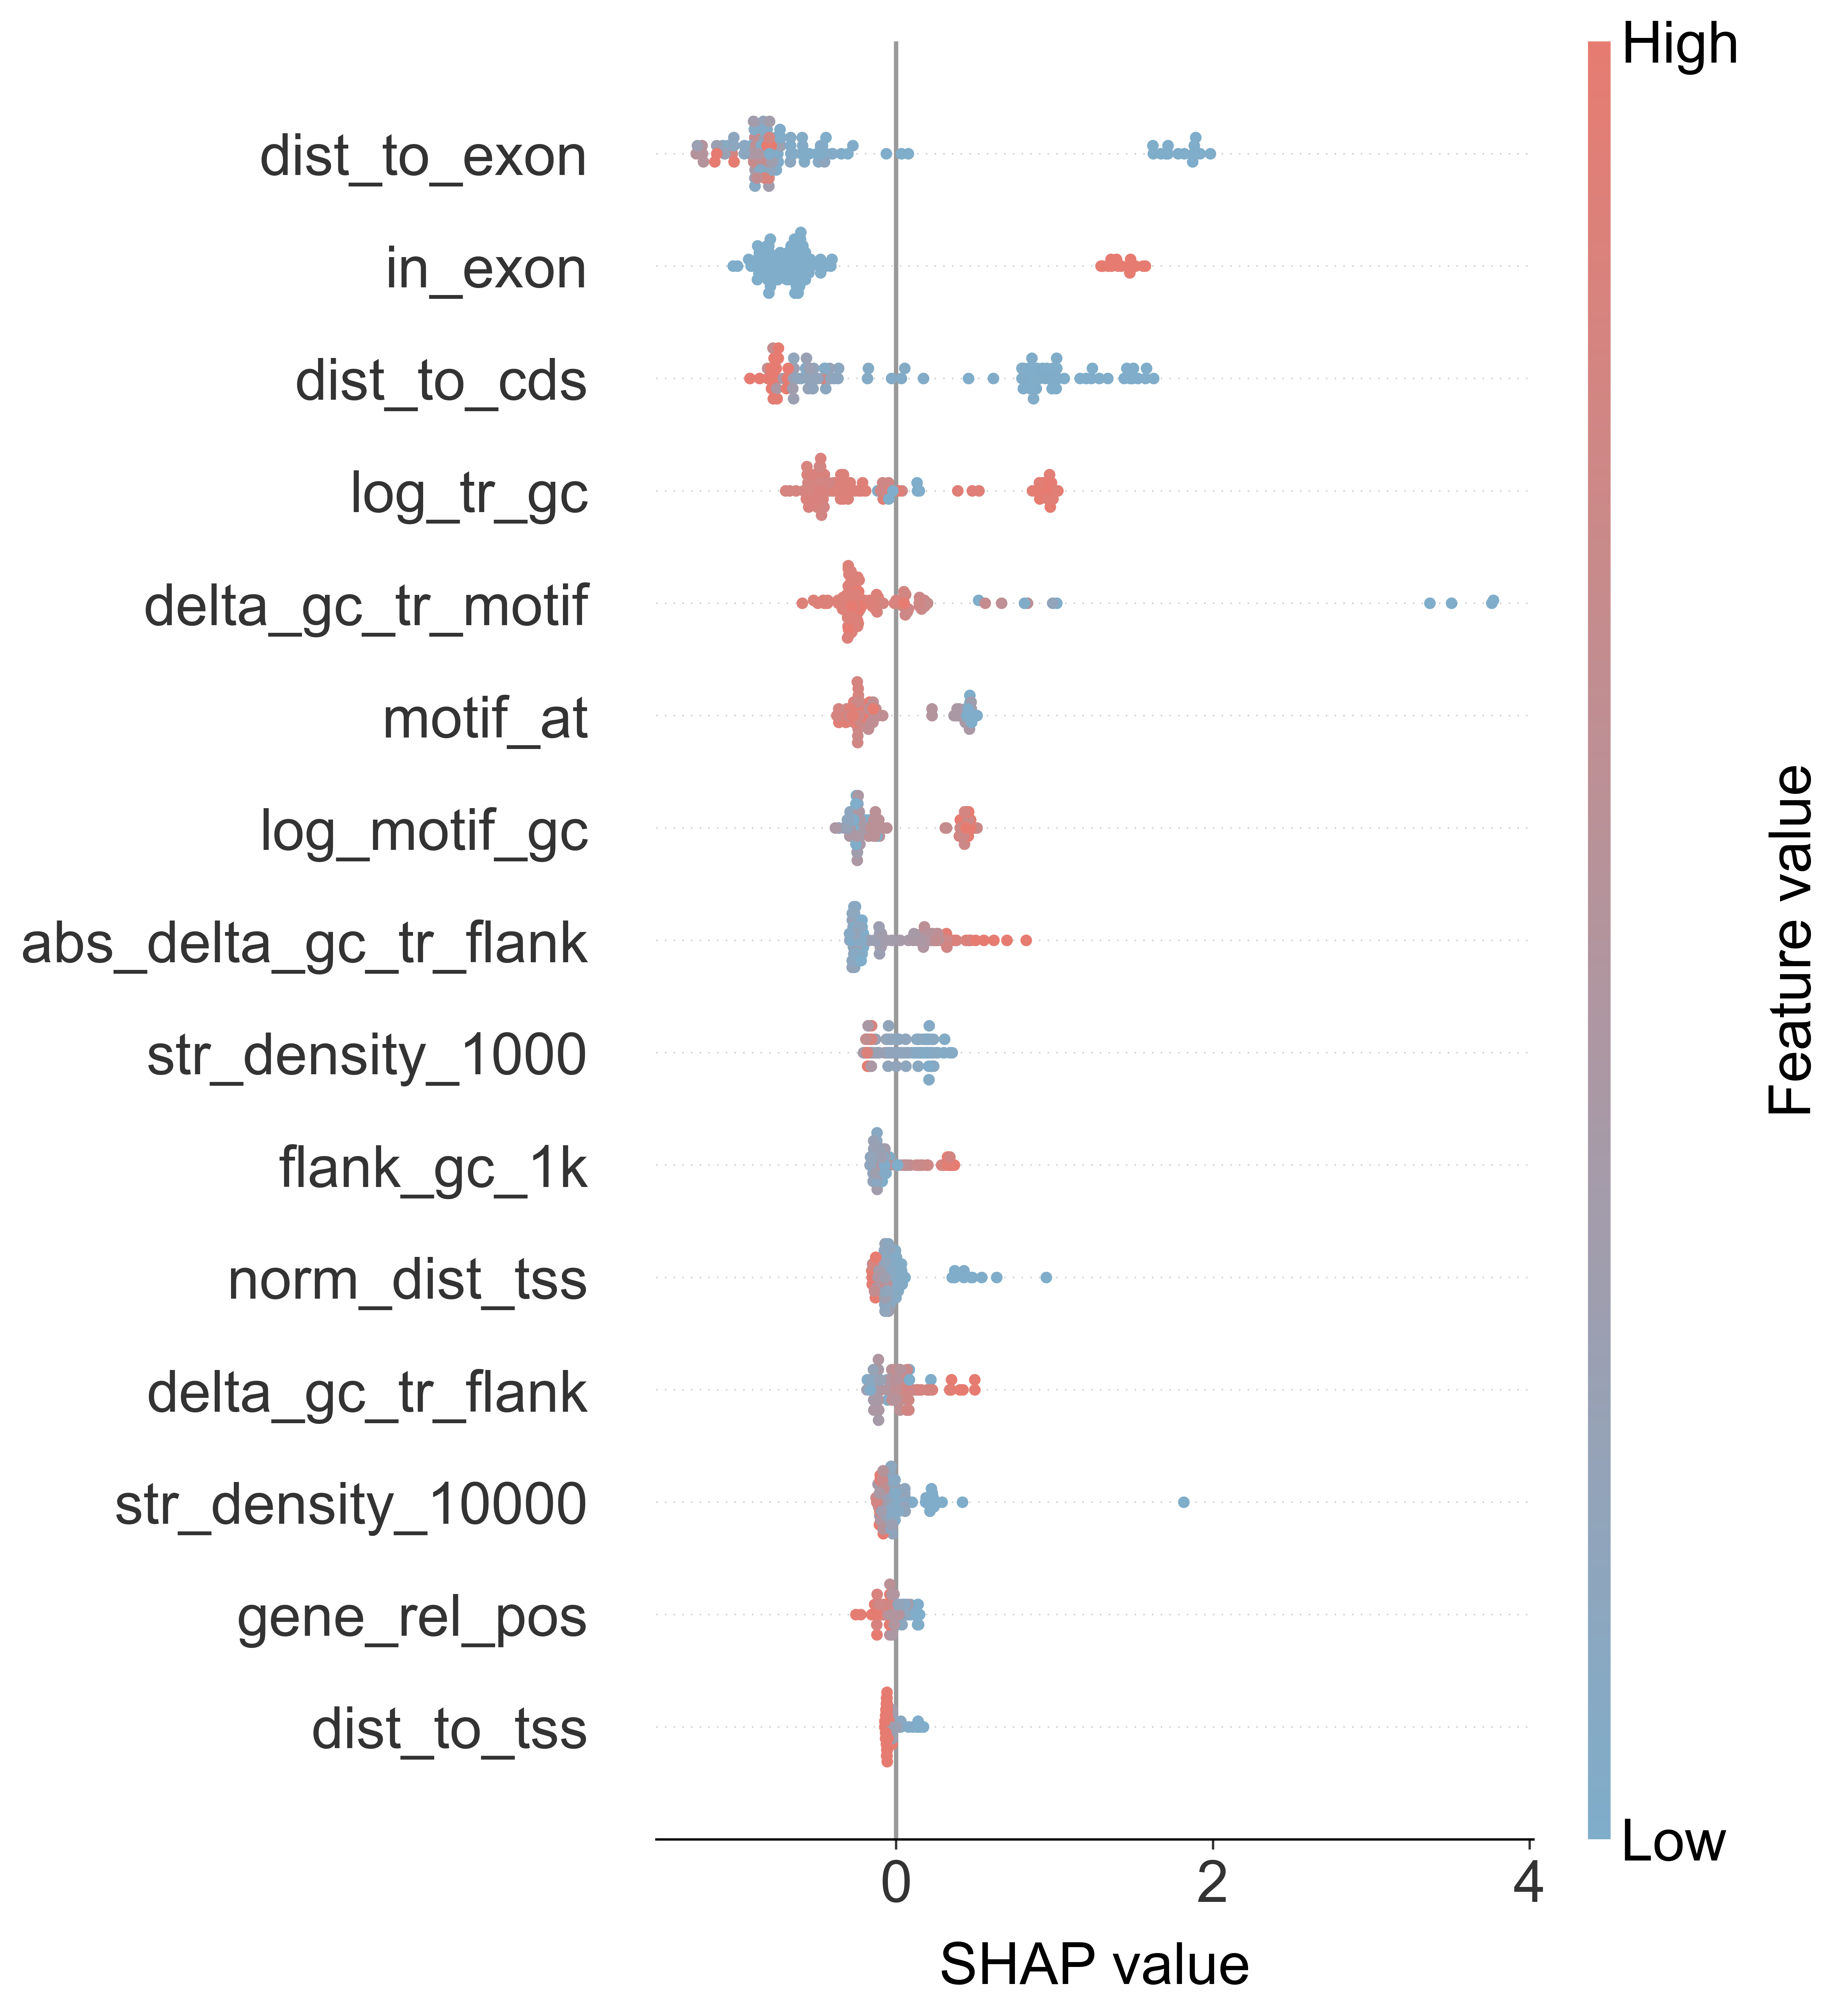 High
dist_to_exon
in_exon
dist_to_cds
log_tr_gc
delta_gc_tr_motif
motif_at
log_motif_gc
abs_delta_gc_tr_flank
str_density_1000
flank_gc_1k
norm_dist_tss
delta_gc_tr_flank
str_density_10000
gene_rel_pos
dist_to_tss
Feature value
Low
0 2 4
SHAP value